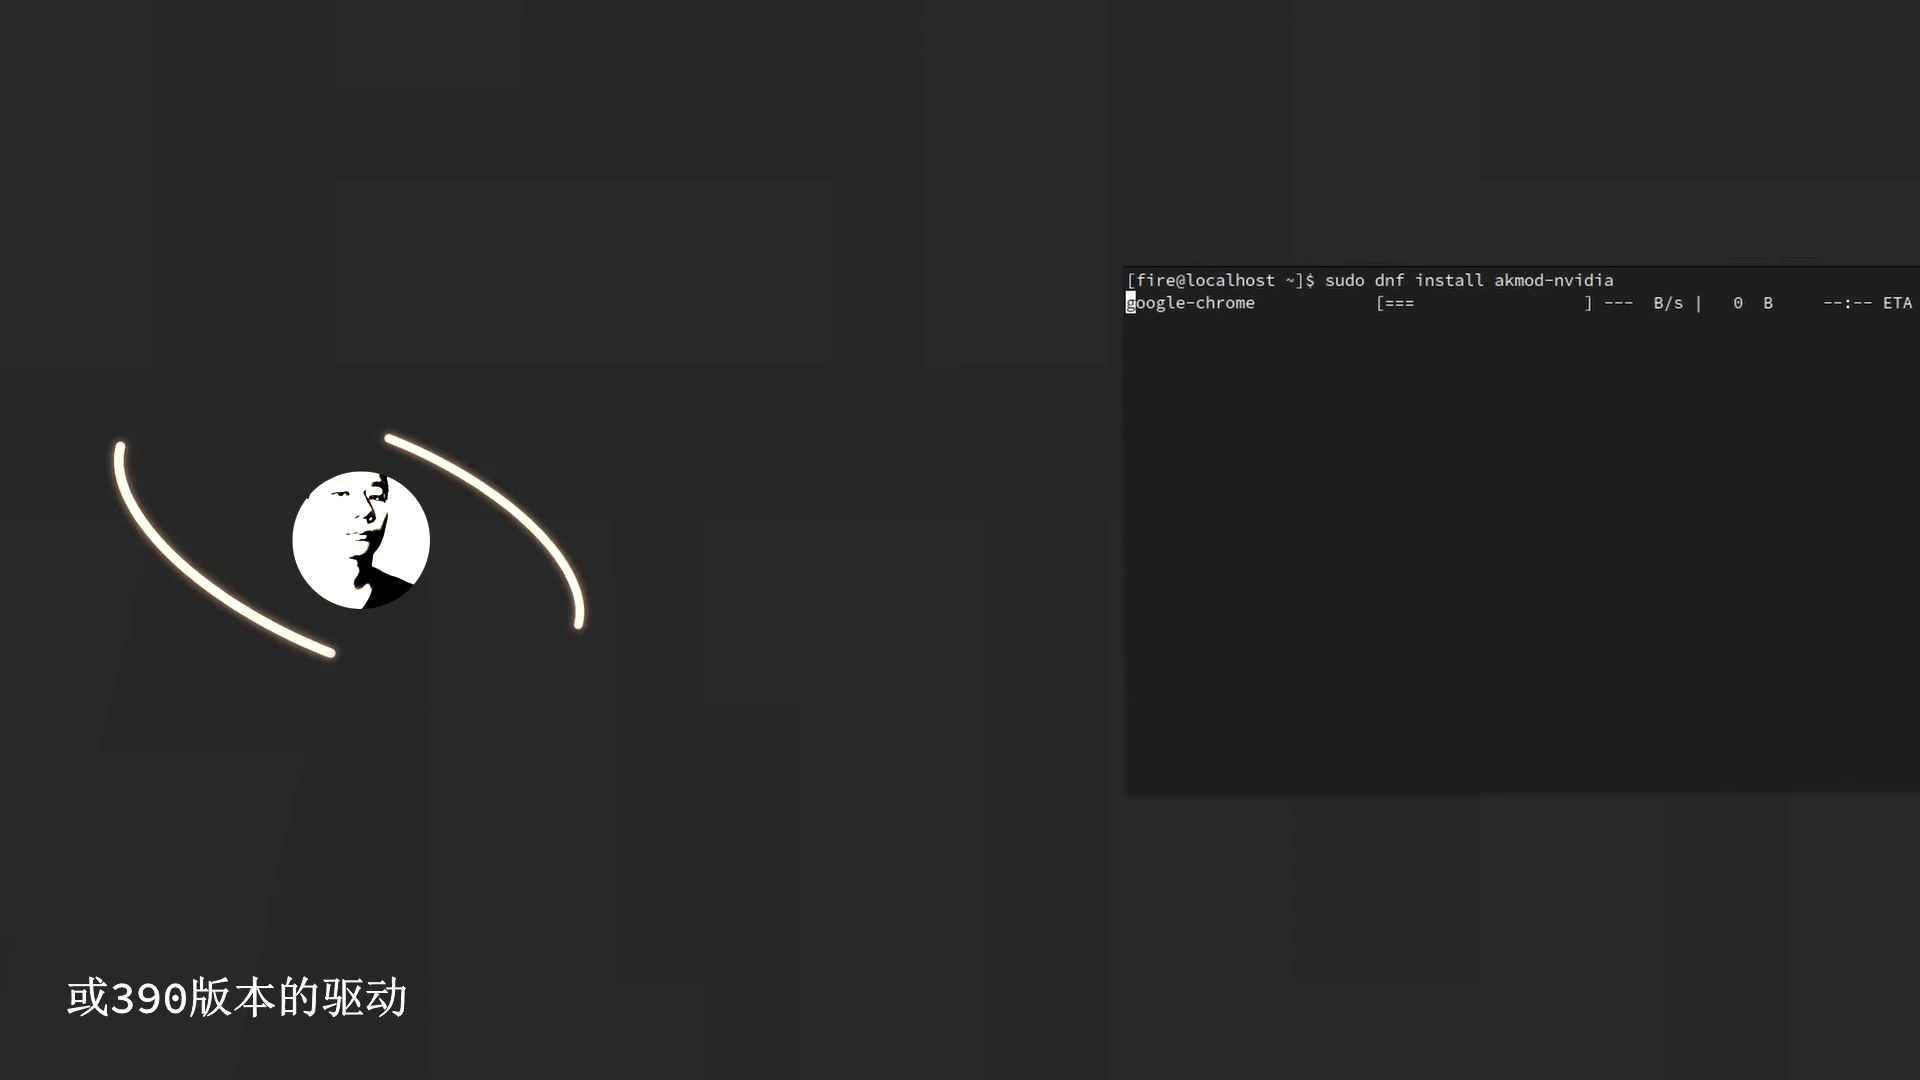 [fire@localhost ~]$ sudo dnf install akmod-nvidia
google-chrome [=== ] --- B/s | 0 B --:-- ETA
或390版本的驱动